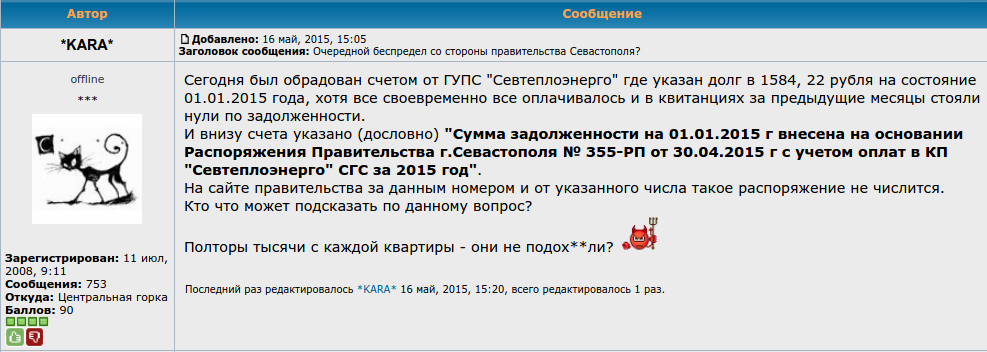 Автор
Сообщение
*KARA*
Добавлено: 16 май, 2015, 15:05
Заголовок сообщения: Очередной беспредел со стороны правительства Севастополя?
offline
***
Сегодня был обрадован счетом от ГУПС "Севтеплоэнерго" где указан долг в 1584, 22 рубля на состояние
01.01.2015 года, хотя все своевременно все оплачивалось и в квитанциях за предыдущие месяцы стояли
нули по задолженности.
И внизу счета указано (дословно) "Сумма задолженности на 01.01.2015 г внесена на основании
Распоряжения Правительства г.Севастополя № 355-РП от 30.04.2015 г с учетом оплат в КП
"Севтеплоэнерго" СГС за 2015 год".
На сайте правительства за данным номером и от указанного числа такое распоряжение не числится.
Кто что может подсказать по данному вопрос?
Полторы тысячи с каждой квартиры - они не подох**ли?
Последний раз редактировалось *KARA* 16 май, 2015, 15:20, всего редактировалось 1 раз.
Зарегистрирован: 11 июл,
2008, 9:11
Сообщения: 753
Откуда: Центральная горка
Баллов: 90